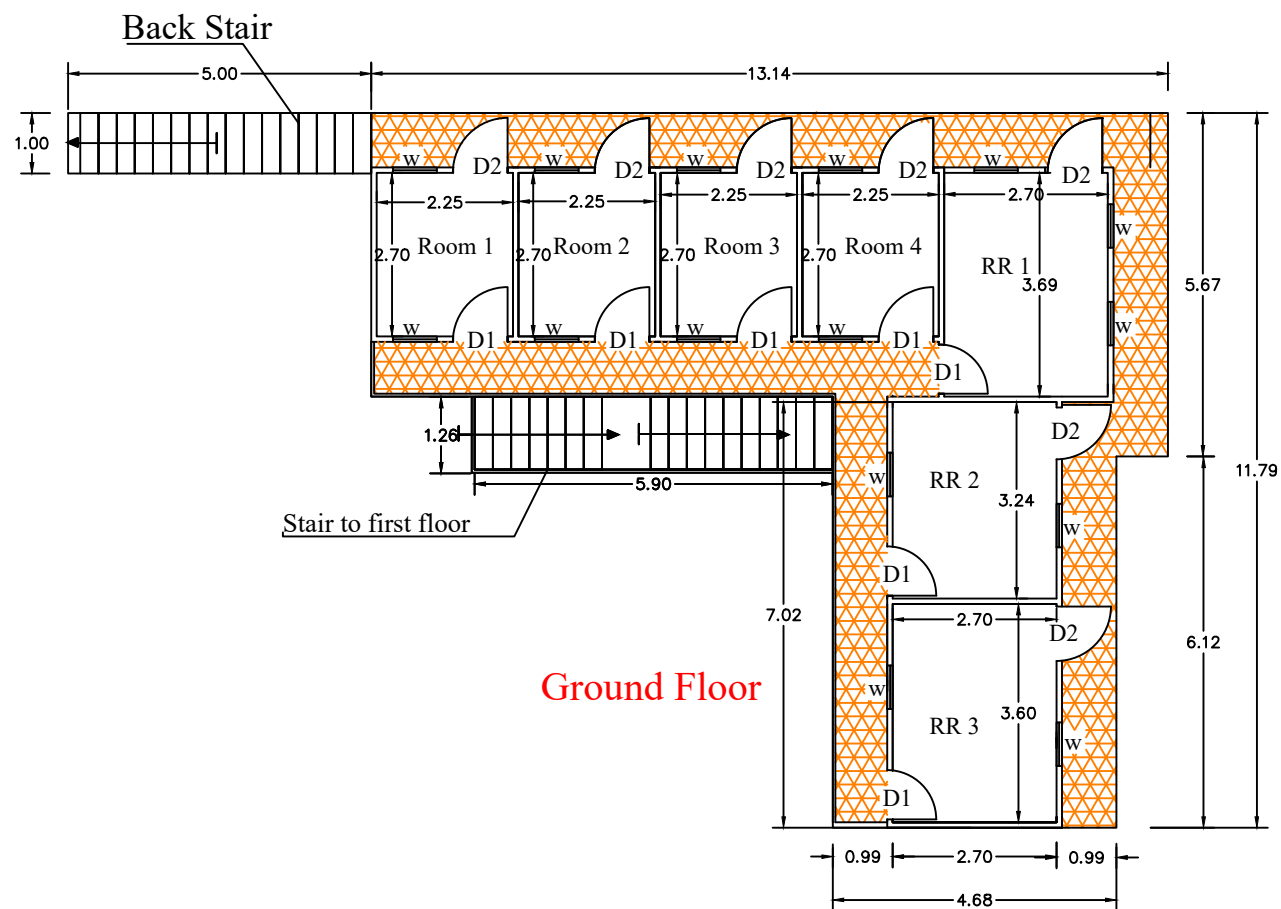 Back Stair
5.00
13.14
1.00
W
D2
W
D2
W
D2
W
D2
W
D2
2.25
2.25
2.25
2.25
2.70
W
2.70
Room 1
2.70
Room 2
2.70
Room 3
2.70
Room 4
RR 1
3.69
5.67
W
D1
W
D1
W
D1
W
D1
W
D1
1.26
D2
5.90
W
RR 2
3.24
W
11.79
Stair to first floor
D1
7.02
2.70
D2
6.12
Ground Floor
W
3.60
RR 3
W
D1
0.99
2.70
0.99
4.68